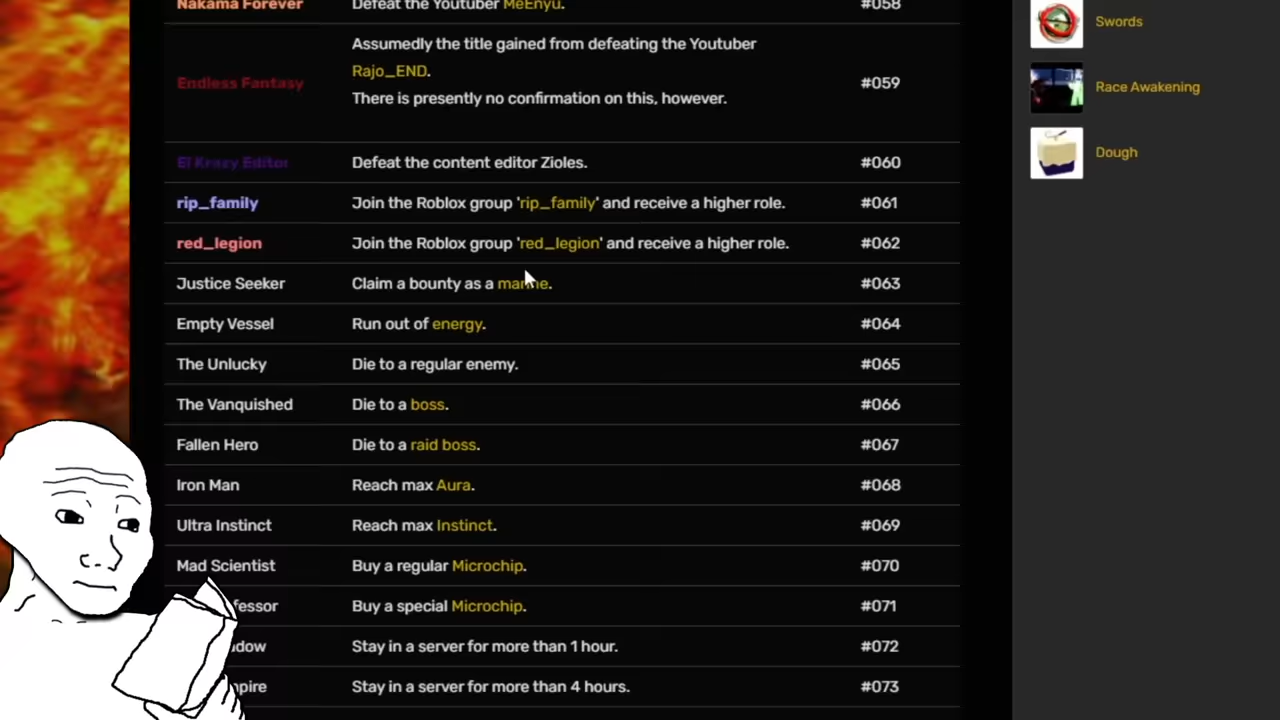 Nakama Forever Defeat the Youtuber MeEnyu. #058
Assumedly the title gained from defeating the Youtuber
Rajo_END.
Endless Fantasy #059
There is presently no confirmation on this, however.
El Krazy Editor Defeat the content editor Zioles. #060
rip_family Join the Roblox group 'rip_family' and receive a higher role. #061
red_legion Join the Roblox group 'red_legion' and receive a higher role. #062
Justice Seeker Claim a bounty as a marine. #063
Empty Vessel Run out of energy. #064
The Unlucky Die to a regular enemy. #065
The Vanquished Die to a boss. #066
Fallen Hero Die to a raid boss. #067
Iron Man Reach max Aura. #068
Ultra Instinct Reach max Instinct. #069
Mad Scientist Buy a regular Microchip. #070
fessor Buy a special Microchip. #071
dow Stay in a server for more than 1 hour. #072
pire Stay in a server for more than 4 hours. #073
Swords
Race Awakening
Dough